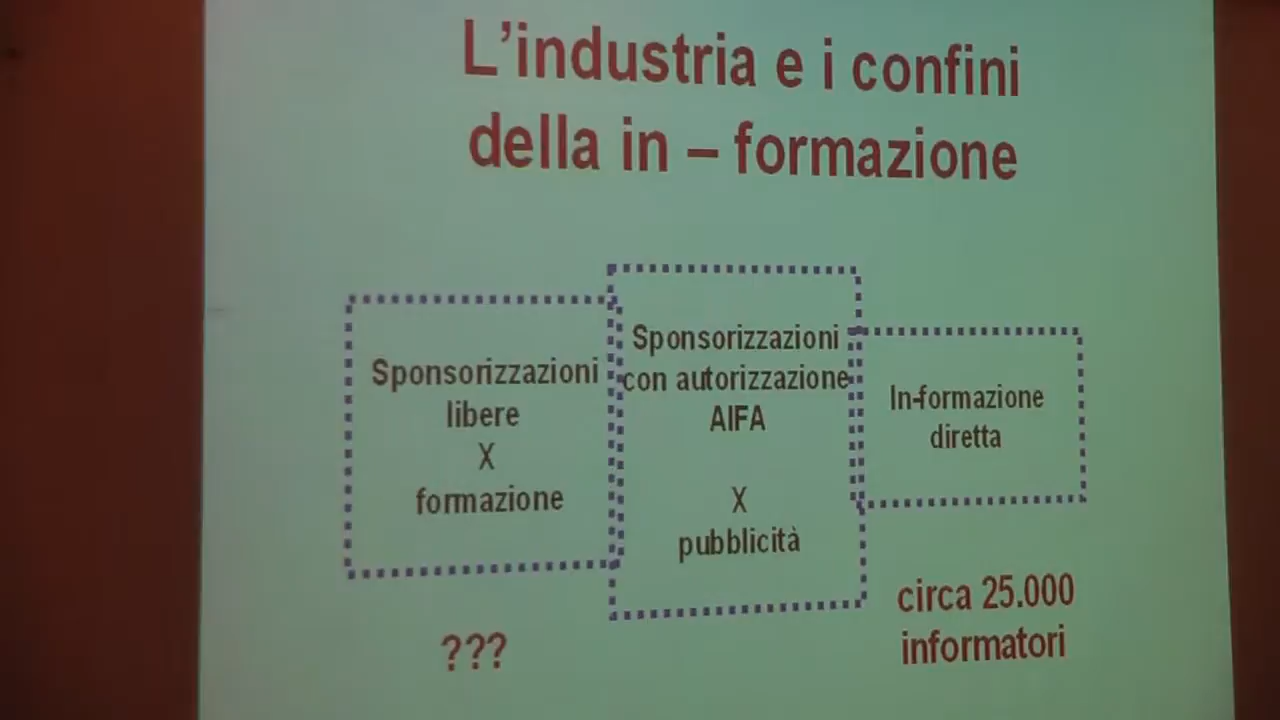 L'industria e i confini
della in – formazione
Sponsorizzazioni
libere
X
formazione
???
Sponsorizzazioni
con autorizzazione
AIFA
X
pubblicità
In-formazione
diretta
circa 25.000
informatori